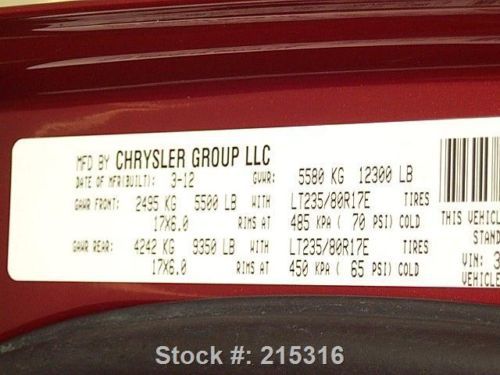 MFD BY CHRYSLER GROUP LLC
DATE OF MFR(BUILT): 3-12 GVWR: 5580 KG 12300 LB
GAWR FRONT: 2495 KG 5500 LB WITH LT235/80R17E TIRES
17X6.0 RIMS AT 485 KPA ( 70 PSI) COLD
GAWR REAR: 4242 KG 9350 LB WITH LT235/80R17E TIRES
17X6.0 RIMS AT 450 KPA ( 65 PSI) COLD
THIS VEHICL
STAND
VIN: 3
VEHICLE
Stock #: 215316